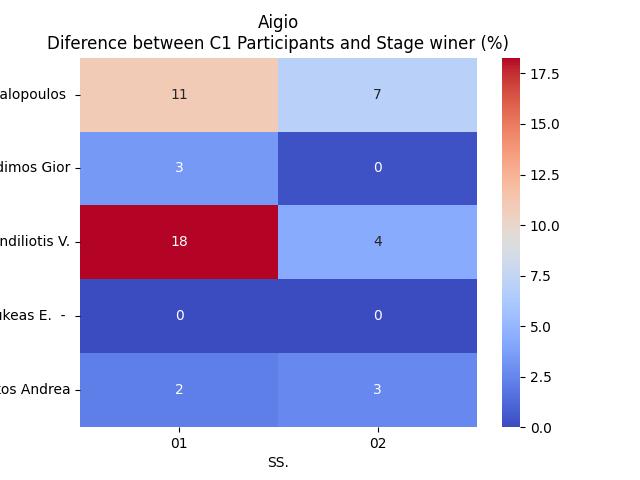 Aigio
Diference between C1 Participants and Stage winer (%)
alopoulos
11
7
dimos Gior
3
0
ndiliotis V.
18
4
ukeas E. -
0
0
os Andrea
2
3
01
02
SS.
17.5
15.0
12.5
10.0
7.5
5.0
2.5
0.0